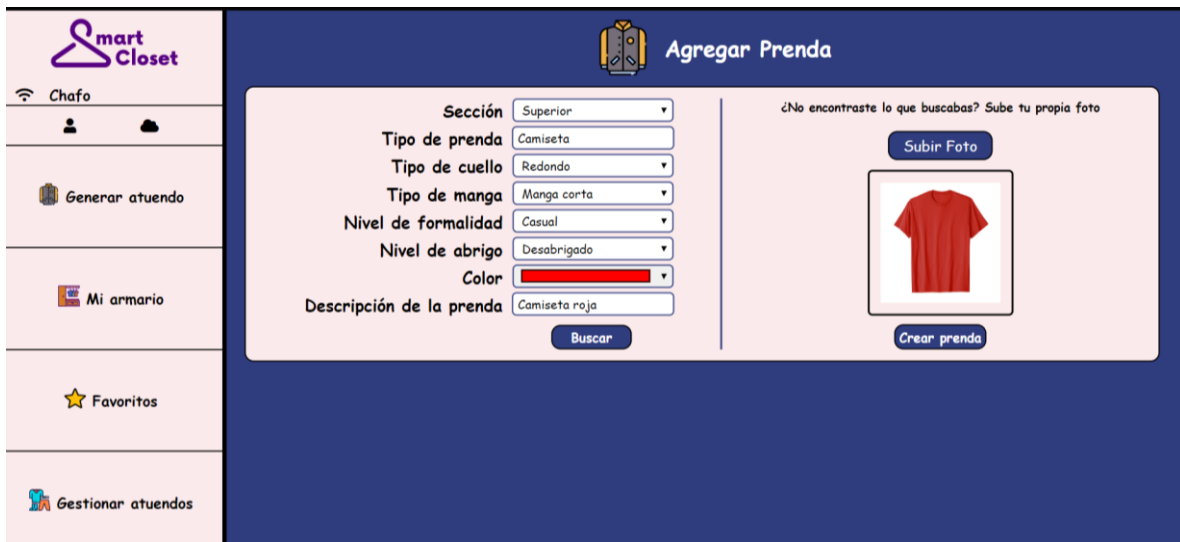 Smart
Closet
Chafo
Generar atuendo
Mi armario
Favoritos
Gestionar atuendos
Agregar Prenda
Sección Superior
Tipo de prenda Camiseta
Tipo de cuello Redondo
Tipo de manga Manga corta
Nivel de formalidad Casual
Nivel de abrigo Desabrigado
Color
Descripción de la prenda Camiseta roja
Buscar
¿No encontraste lo que buscabas? Sube tu propia foto
Subir Foto
Crear prenda